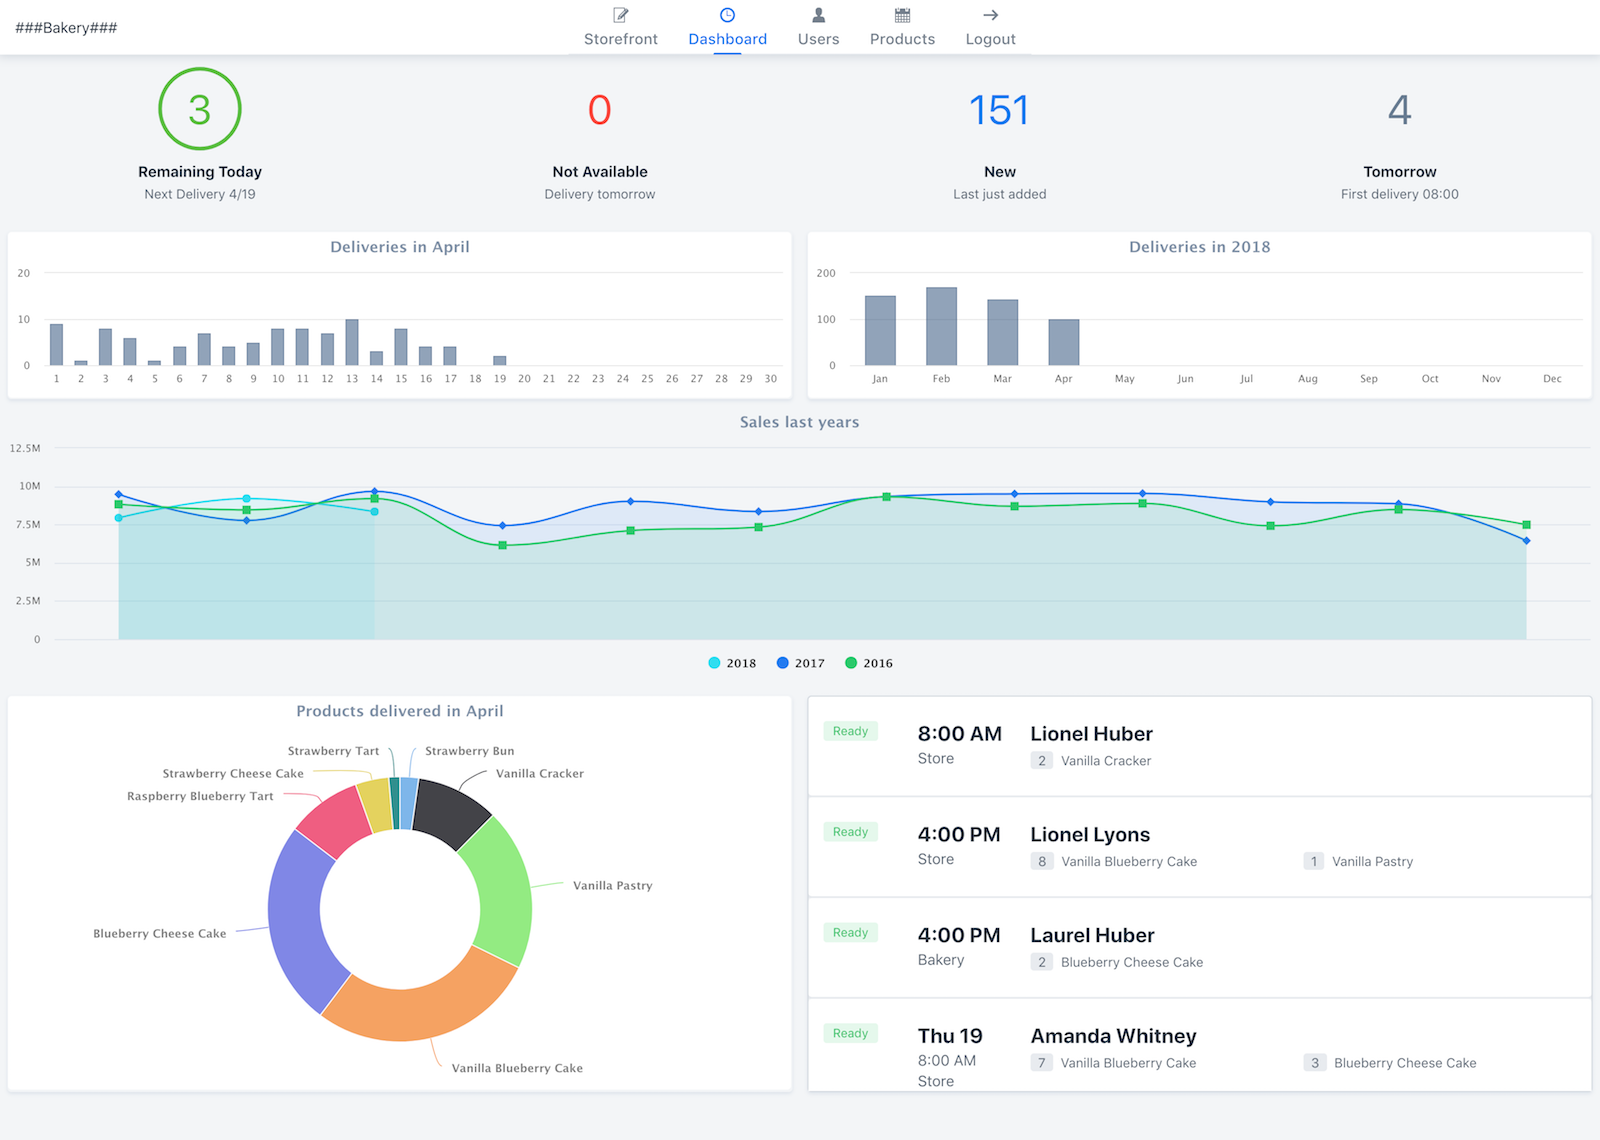 ###Bakery###
Storefront
Dashboard
Users
Products
Logout
3
Remaining Today
Next Delivery 4/19
0
Not Available
Delivery tomorrow
151
New
Last just added
4
Tomorrow
First delivery 08:00
Deliveries in April
20
10
0
1 2 3 4 5 6 7 8 9 10 11 12 13 14 15 16 17 18 19 20 21 22 23 24 25 26 27 28 29 30
Deliveries in 2018
200
100
0
Jan Feb Mar Apr May Jun Jul Aug Sep Oct Nov Dec
Sales last years
12.5M
10M
7.5M
5M
2.5M
0
2018 2017 2016
Products delivered in April
Strawberry Tart
Strawberry Bun
Strawberry Cheese Cake
Vanilla Cracker
Raspberry Blueberry Tart
Vanilla Pastry
Blueberry Cheese Cake
Vanilla Blueberry Cake
Ready
8:00 AM
Store
Lionel Huber
2 Vanilla Cracker
Ready
4:00 PM
Store
Lionel Lyons
8 Vanilla Blueberry Cake
1 Vanilla Pastry
Ready
4:00 PM
Bakery
Laurel Huber
2 Blueberry Cheese Cake
Ready
Thu 19
8:00 AM
Store
Amanda Whitney
7 Vanilla Blueberry Cake
3 Blueberry Cheese Cake